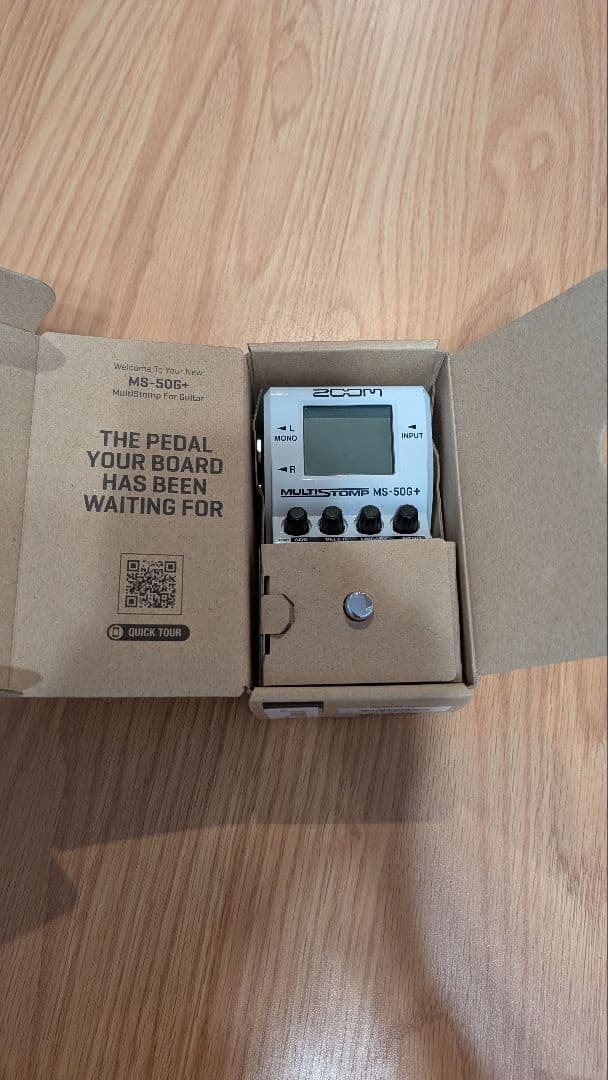 Welcome To Your New
MS-50G+
MultiStomp For Guitar
THE PEDAL
YOUR BOARD
HAS BEEN
WAITING FOR
QUICK TOUR
ZOOM
L
MONO
INPUT
R
MULTISTOMP MS-50G+